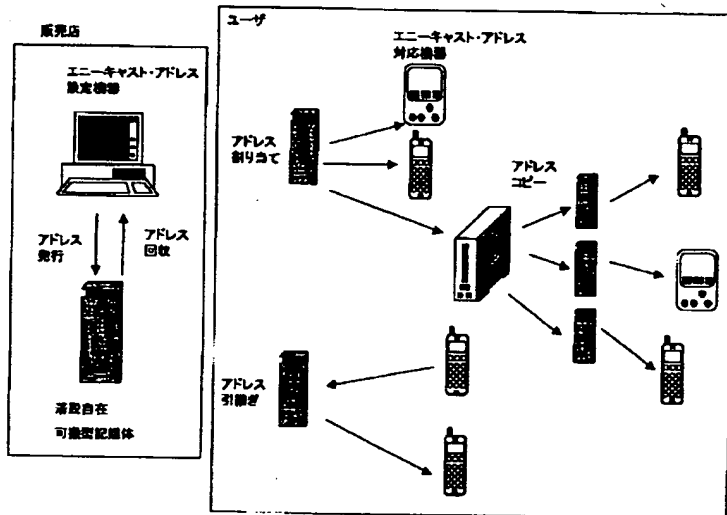 販売店
エニーキャスト・アドレス
設定機器
アドレス
発行
アドレス
回収
着脱自在
可搬型記憶体
ユーザ
エニーキャスト・アドレス
対応機器
アドレス
割り当て
アドレス
コピー
アドレス
引継ぎ